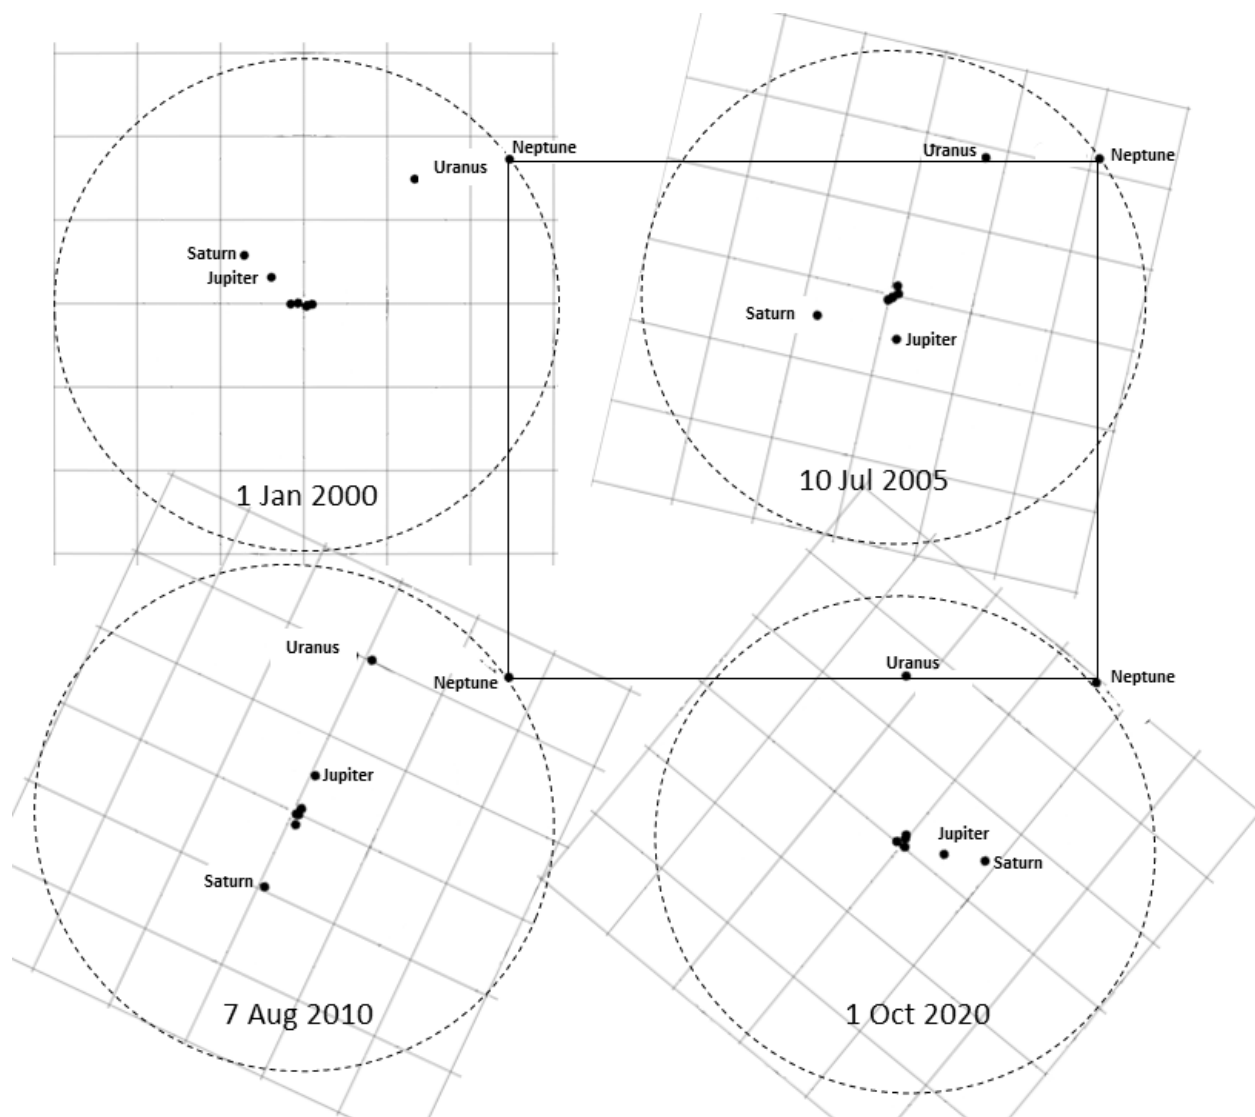 Neptune
Uranus
Saturn
Jupiter
1 Jan 2000
Uranus
Neptune
Saturn
Jupiter
10 Jul 2005
Uranus
Neptune
Jupiter
Saturn
7 Aug 2010
Uranus
Neptune
Jupiter
Saturn
1 Oct 2020